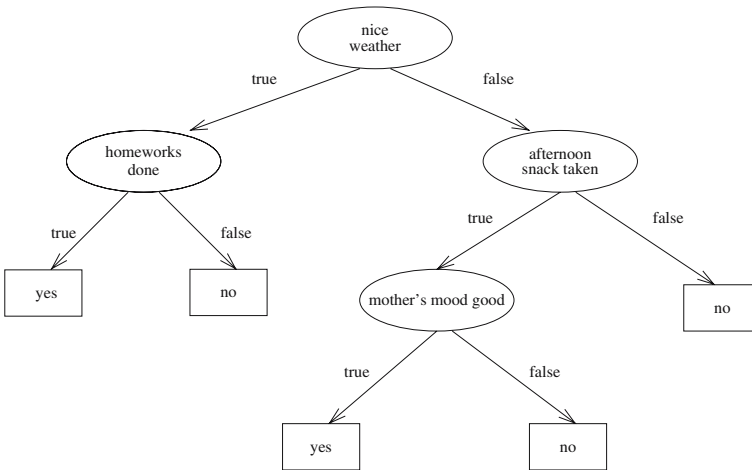 nice
weather
true
false
homeworks
done
afternoon
snack taken
true
false
true
false
yes
no
mother’s mood good
no
true
false
yes
no